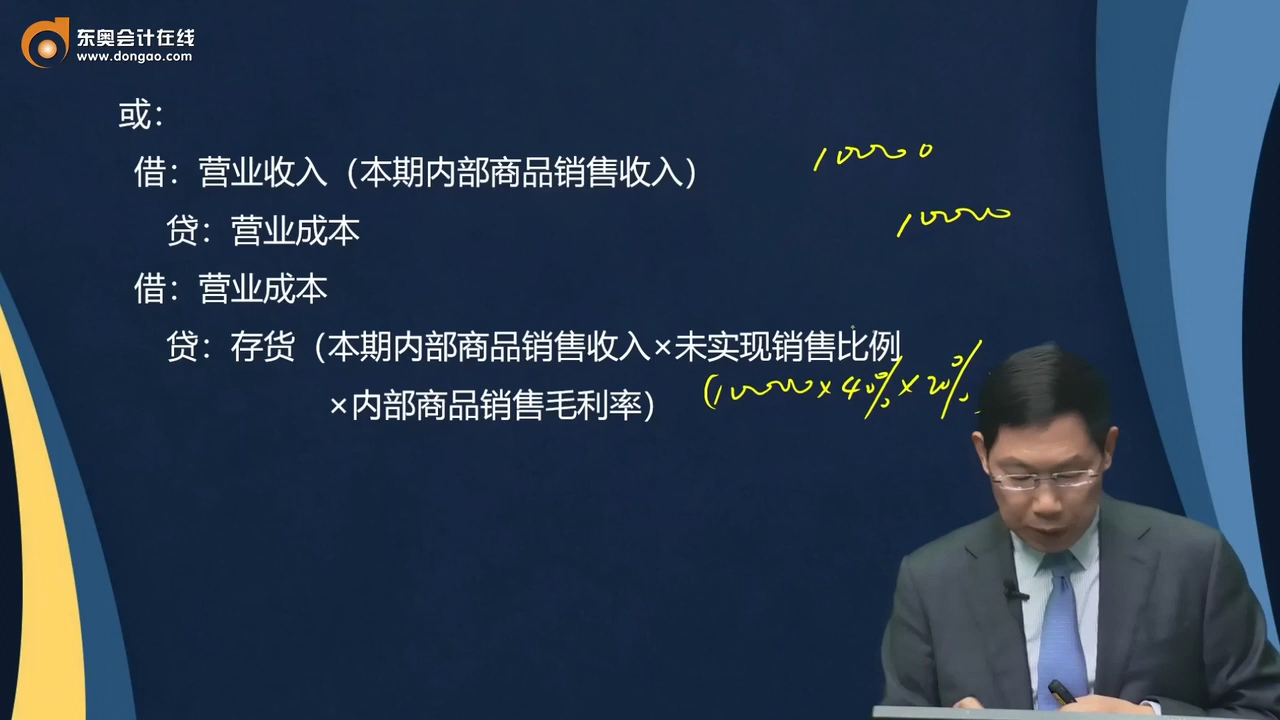 东奥会计在线
www.dongao.com
或：
借：营业收入（本期内部商品销售收入）
10000
贷：营业成本
10000
借：营业成本
贷：存货（本期内部商品销售收入×未实现销售比例
×内部商品销售毛利率）
(10000×40%×20%